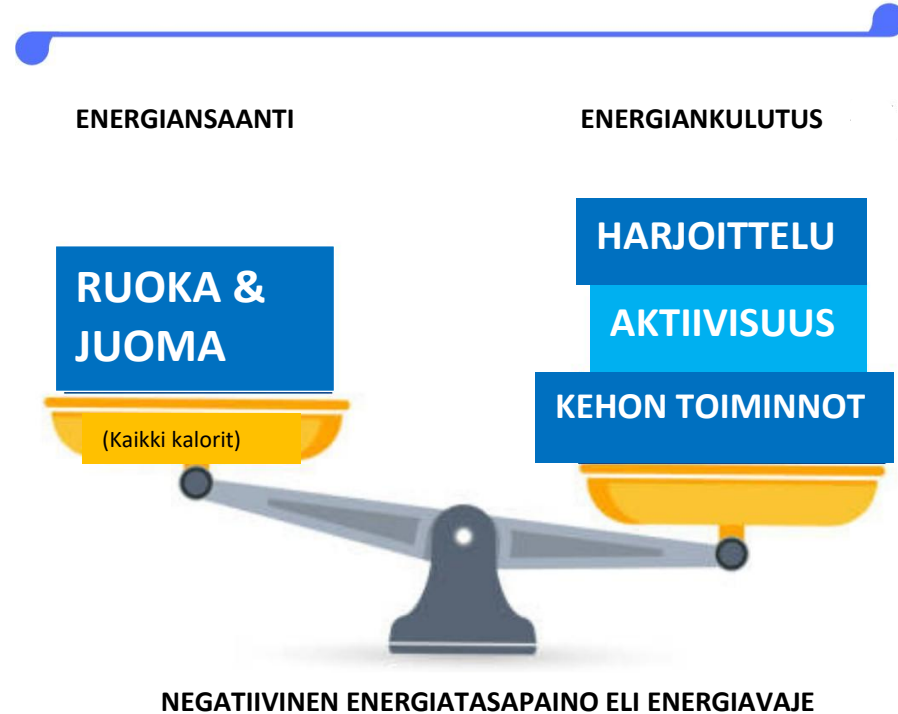 ENERGIANSAANTI
ENERGIANKULUTUS
RUOKA &
JUOMA
(Kaikki kalorit)
HARJOITTELU
AKTIIVISUUS
KEHON TOIMINNOT
NEGATIIVINEN ENERGIATASAPAINO ELI ENERGIAVAJE